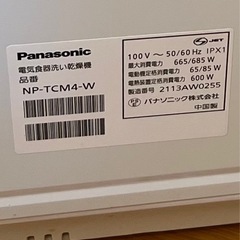 Panasonic
電気食器洗い乾燥機
品番
NP-TCM4-W
JET
100 V ～ 50/60 Hz IPX1
最大消費電力 665/685 W
電動機定格消費電力 65/85 W
電熱装置定格消費電力 600 W
製造番号 2113AW0255
パナソニック株式会社
中国製